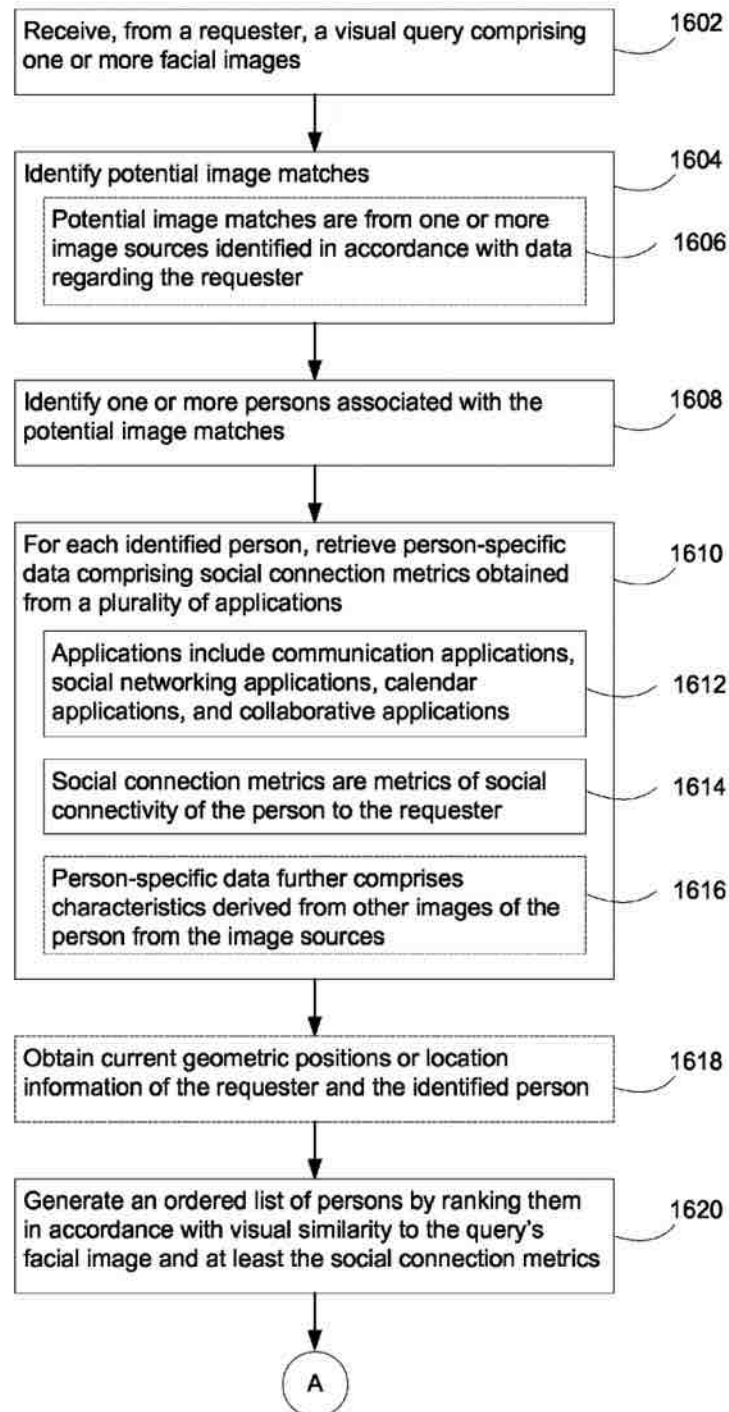 Receive, from a requester, a visual query comprising
one or more facial images
1602
Identify potential image matches
1604
Potential image matches are from one or more
image sources identified in accordance with data
regarding the requester
1606
Identify one or more persons associated with the
potential image matches
1608
For each identified person, retrieve person-specific
data comprising social connection metrics obtained
from a plurality of applications
1610
Applications include communication applications,
social networking applications, calendar
applications, and collaborative applications
1612
Social connection metrics are metrics of social
connectivity of the person to the requester
1614
Person-specific data further comprises
characteristics derived from other images of the
person from the image sources
1616
Obtain current geometric positions or location
information of the requester and the identified person
1618
Generate an ordered list of persons by ranking them
in accordance with visual similarity to the query's
facial image and at least the social connection metrics
1620
A